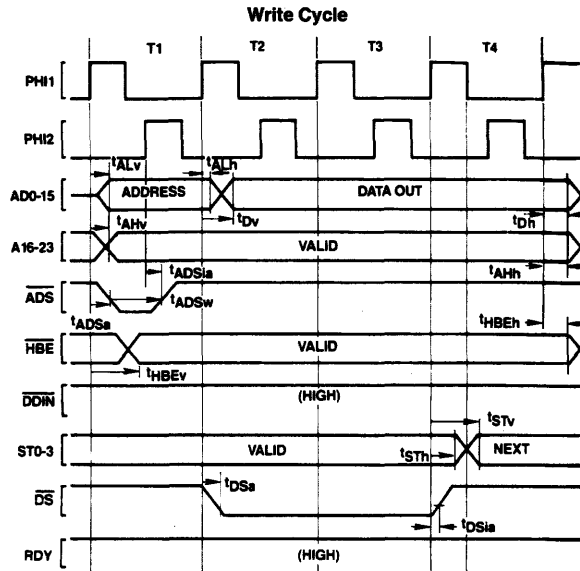 Write Cycle
T1 T2 T3 T4
PHI1
PHI2
tALv tALh
AD0-15 ADDRESS DATA OUT
tAHv tDv tDh
A16-23 VALID
tADSia tAHh
ADS tADSw
tADSa tHBEh
HBE VALID
tHBEv
DDIN (HIGH)
tSTv
ST0-3 VALID tSTh NEXT
DS tDSa
tDSia
RDY (HIGH)